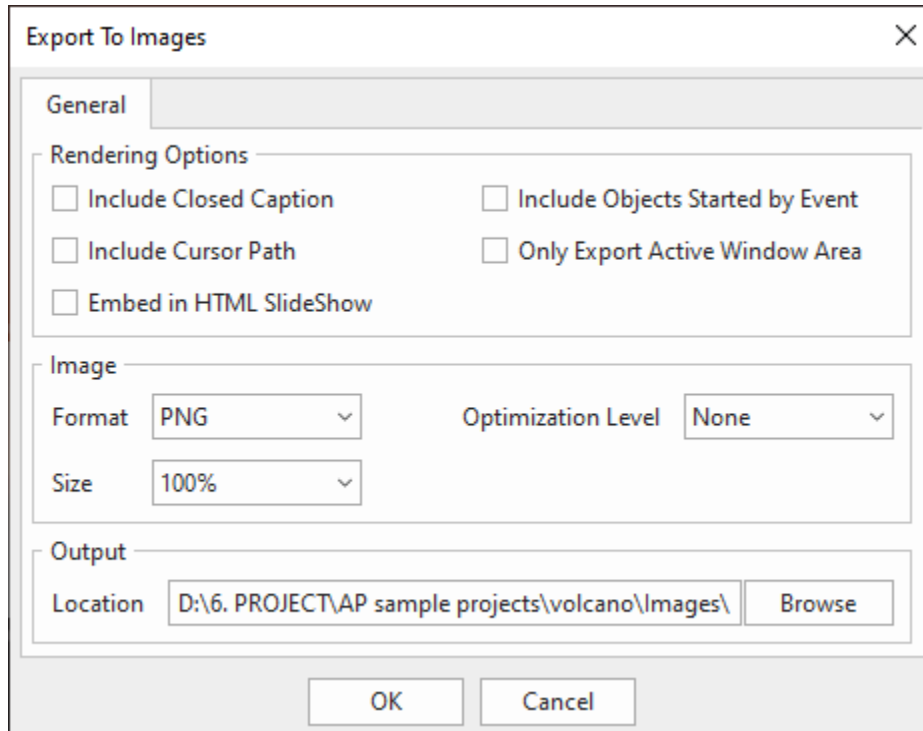 Export To Images
General
Rendering Options
Include Closed Caption
Include Objects Started by Event
Include Cursor Path
Only Export Active Window Area
Embed in HTML SlideShow
Image
Format PNG
Optimization Level None
Size 100%
Output
Location D:\6. PROJECT\AP sample projects\volcano\Images\ Browse
OK
Cancel